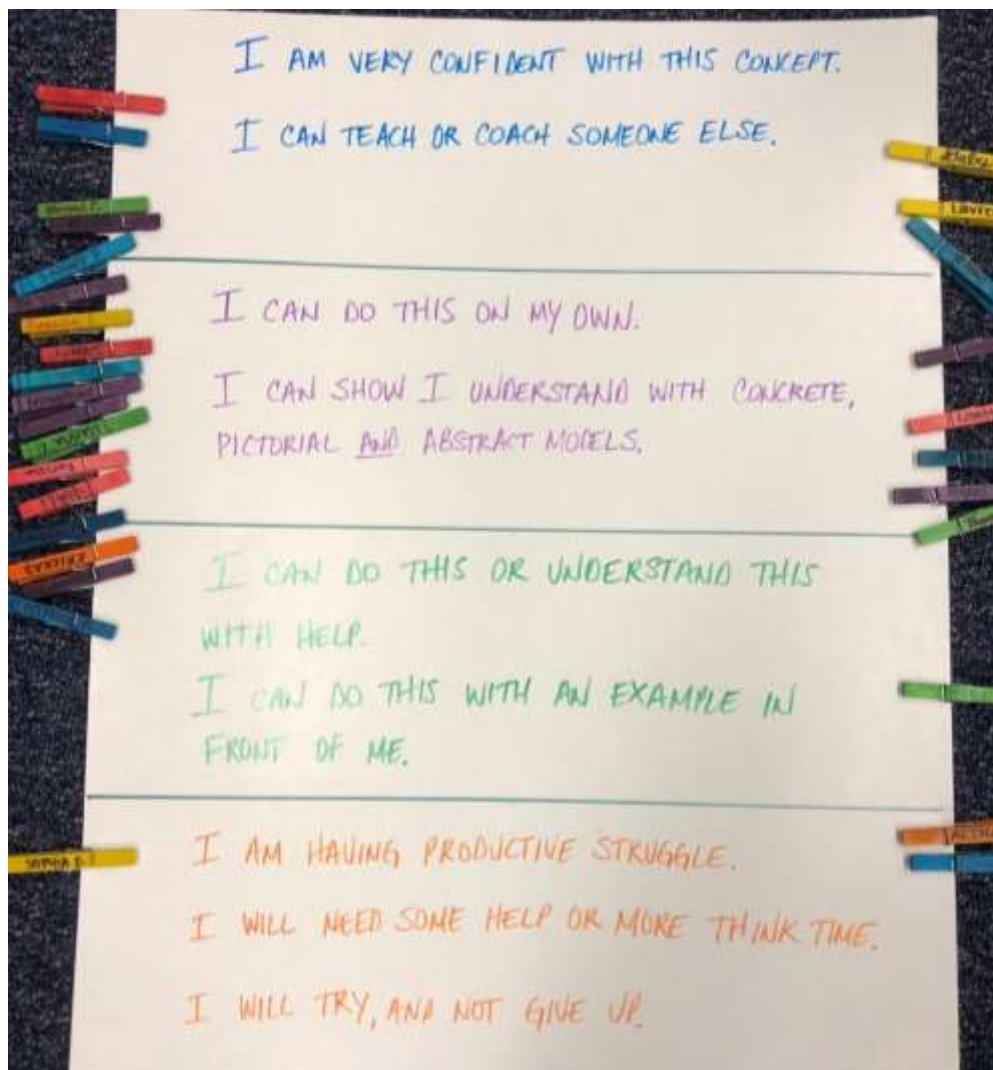 I AM VERY CONFIDENT WITH THIS CONCEPT.
I CAN TEACH OR COACH SOMEONE ELSE.
I CAN DO THIS ON MY OWN.
I CAN SHOW I UNDERSTAND WITH CONCRETE,
PICTORIAL AND ABSTRACT MODELS.
I CAN DO THIS OR UNDERSTAND THIS
WITH HELP.
I CAN DO THIS WITH AN EXAMPLE IN
FRONT OF ME.
SOPHIA D.
I AM HAVING PRODUCTIVE STRUGGLE.
I WILL NEED SOME HELP OR MORE THINK TIME.
I WILL TRY, AND NOT GIVE UP.